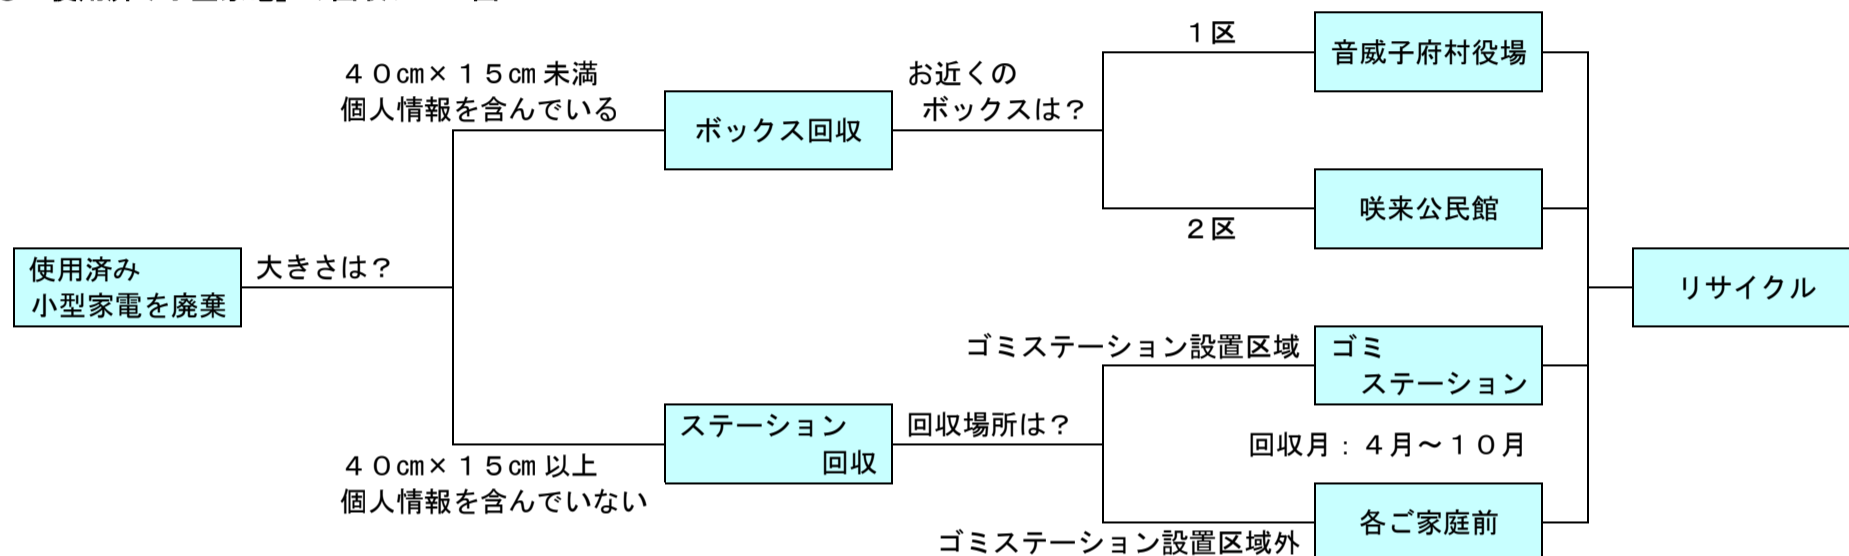 使用済み
小型家電を廃棄
大きさは？
４０㎝×１５㎝未満
個人情報を含んでいる
ボックス回収
お近くの
ボックスは？
１区
音威子府村役場
２区
咲来公民館
４０㎝×１５㎝以上
個人情報を含んでいない
ステーション
回収
回収場所は？
ゴミステーション設置区域
ゴミ
ステーション
回収月：４月～１０月
ゴミステーション設置区域外
各ご家庭前
リサイクル